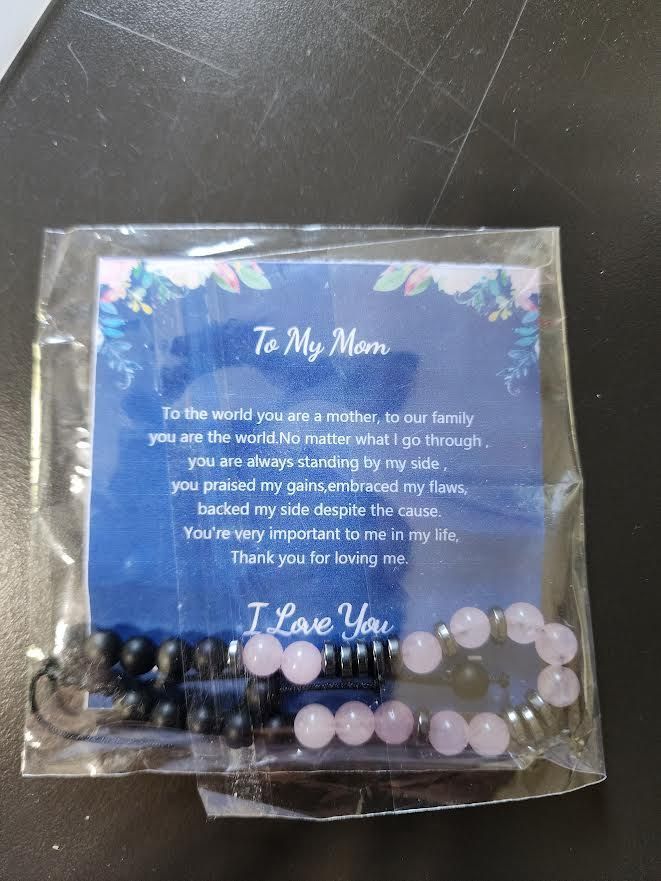 To My Mom
To the world you are a mother, to our family
you are the world.No matter what I go through ,
you are always standing by my side ,
you praised my gains,embraced my flaws,
backed my side despite the cause.
You're very important to me in my life,
Thank you for loving me.
I Love You